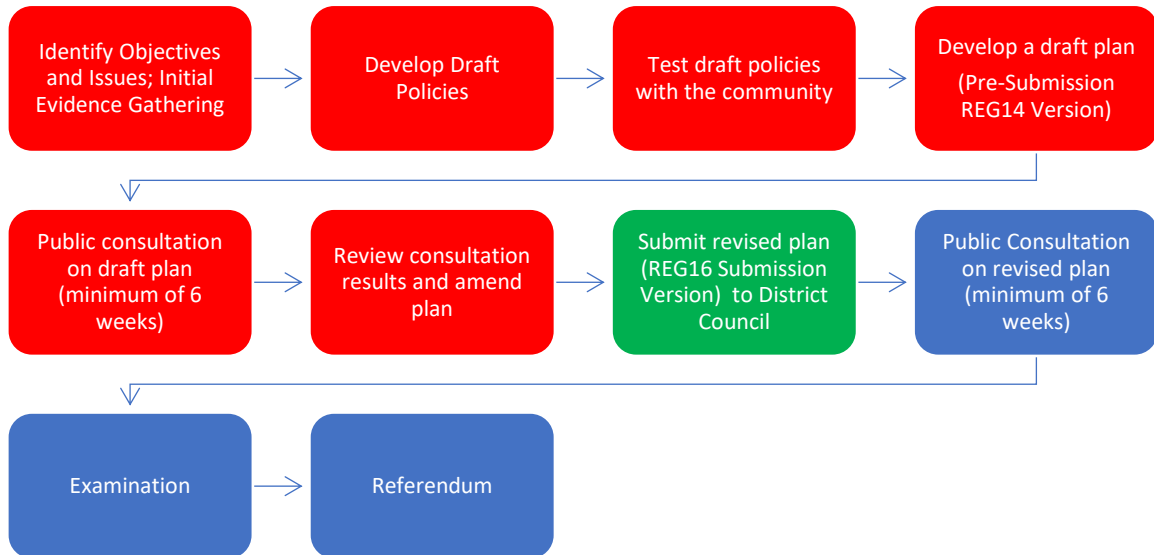 Identify Objectives
and Issues; Initial
Evidence Gathering
Develop Draft
Policies
Test draft policies
with the community
Develop a draft plan
(Pre-Submission
REG14 Version)
Public consultation
on draft plan
(minimum of 6
weeks)
Review consultation
results and amend
plan
Submit revised plan
(REG16 Submission
Version) to District
Council
Public Consultation
on revised plan
(minimum of 6
weeks)
Examination
Referendum